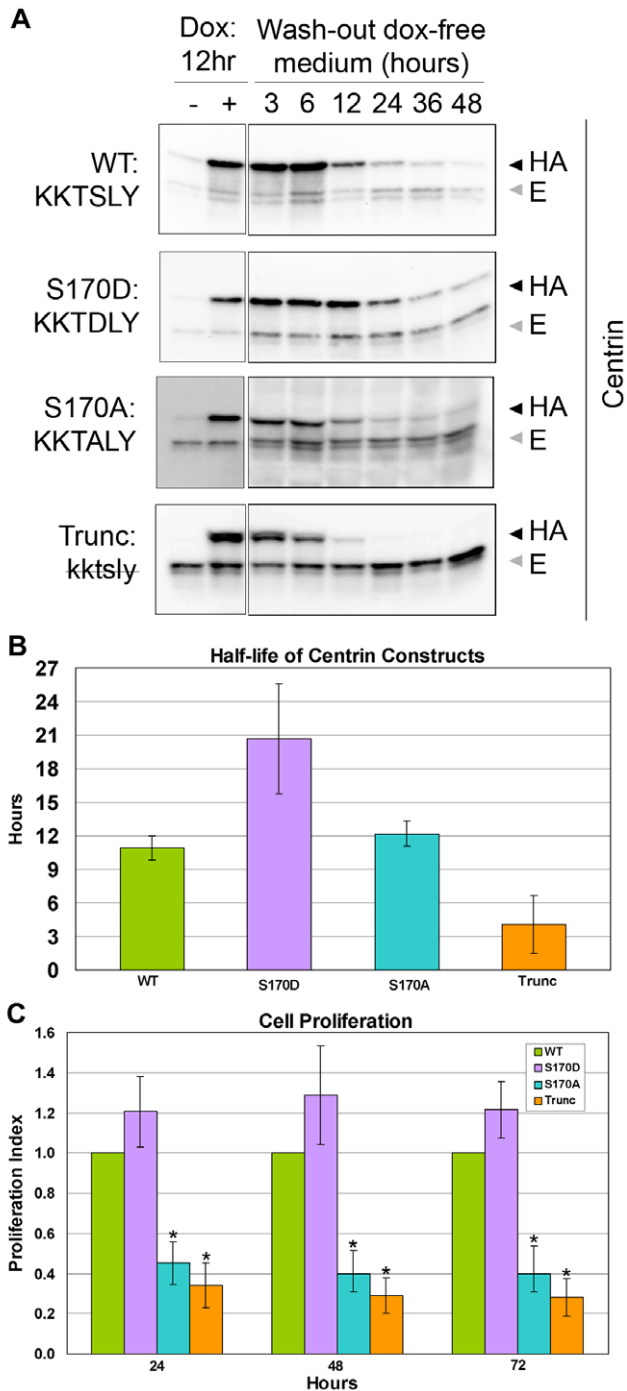 A
Dox: Wash-out dox-free
12hr medium (hours)
- + 3 6 12 24 36 48
WT:
KKTSLY
HA
E
S170D:
KKTDLY
HA
E
S170A:
KKTALY
HA
E
Trunc:
kktsly
HA
E
Centrin
B
Half-life of Centrin Constructs
27
24
21
18
15
12
9
6
3
0
Hours
WT S170D S170A Trunc
C
Cell Proliferation
1.6
1.4
1.2
1.0
0.8
0.6
0.4
0.2
0.0
Proliferation Index
WT
S170D
S170A
Trunc
* *
* *
* *
24 48 72
Hours